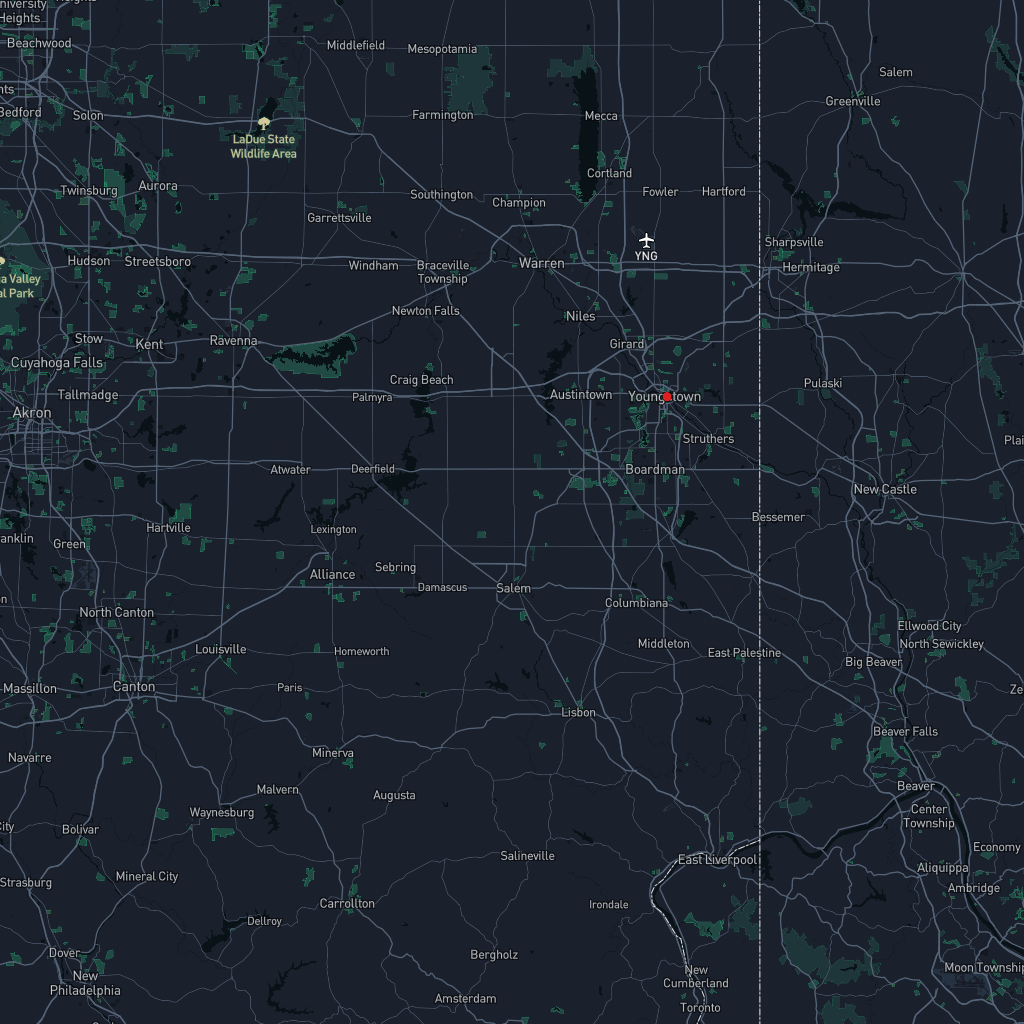 Heights
Beachwood
Middlefield
Mesopotamia
Salem
Bedford
Solon
Farmington
Mecca
Greenville
LaDue State
Wildlife Area
Twinsburg
Aurora
Southington
Champion
Cortland
Fowler
Hartford
Garrettsville
YNG
Sharpsville
Hermitage
Hudson
Streetsboro
Windham
Braceville
Township
Warren
Newton Falls
Niles
Stow
Kent
Ravenna
Girard
Cuyahoga Falls
Tallmadge
Craig Beach
Palmyra
Austintown
Youngstown
Pulaski
Akron
Struthers
Atwater
Deerfield
Boardman
New Castle
Hartville
Lexington
Bessemer
Green
Alliance
Sebring
Damascus
Salem
Columbiana
North Canton
Ellwood City
Louisville
Homeworth
Middleton
East Palestine
North Sewickley
Big Beaver
Massillon
Canton
Paris
Lisbon
Navarre
Minerva
Beaver Falls
Malvern
Augusta
Beaver
Waynesburg
Center
Township
Bolivar
Salineville
East Liverpool
Economy
Strasburg
Mineral City
Aliquippa
Ambridge
Carrollton
Irondale
Dellroy
Dover
New
Philadelphia
Bergholz
New
Cumberland
Moon Township
Amsterdam
Toronto